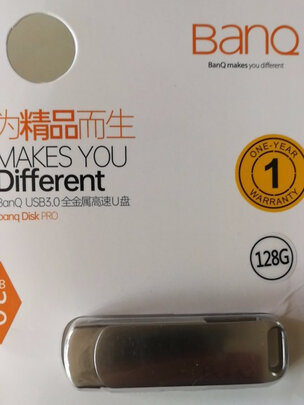 BanQ
BanQ makes you different
为精品而生
MAKES YOU
Different
BanQ USB3.0 全金属高速U盘
banq Disk PRO
ONE-YEAR
1
WARRANTY
128G